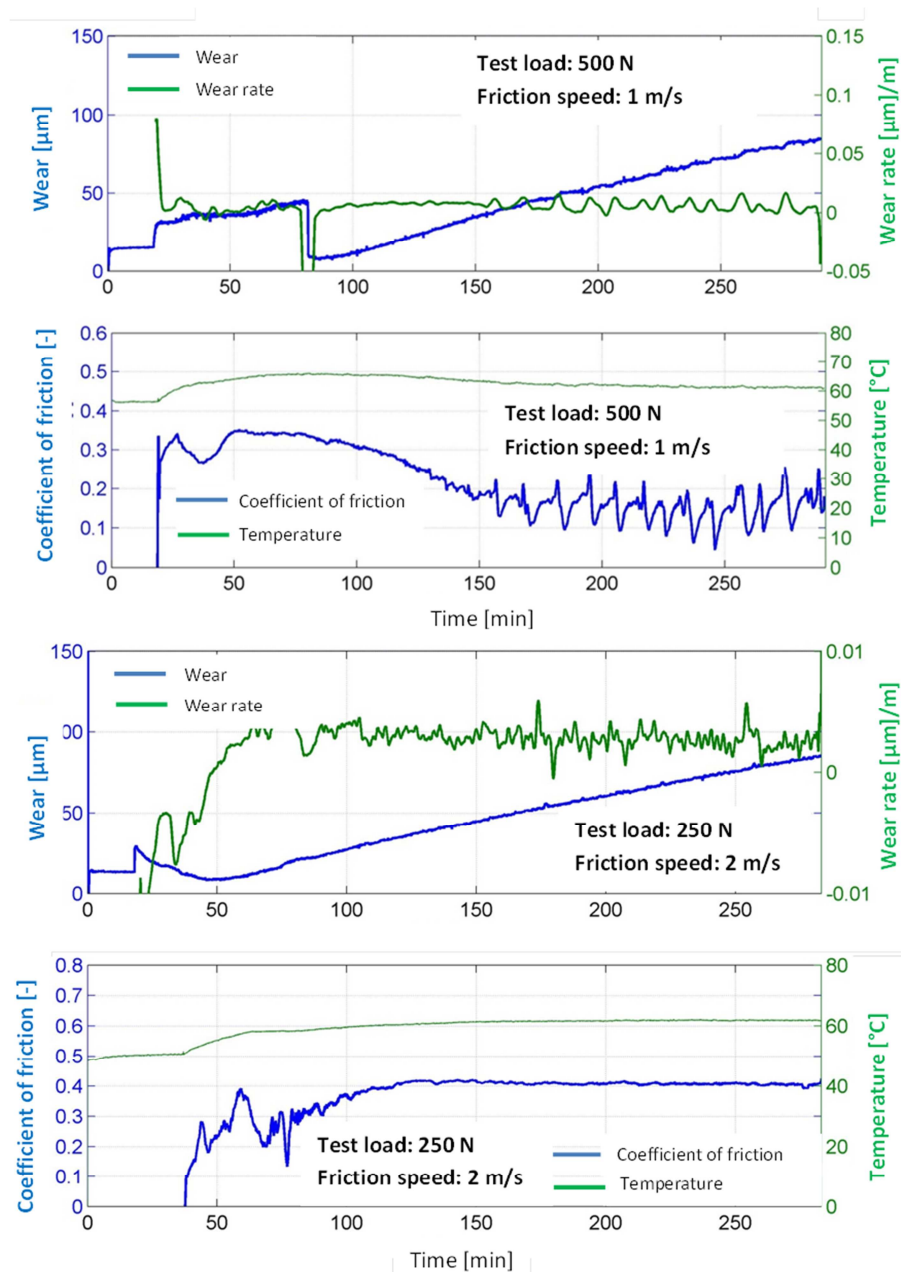 150
100
50
0
Wear [µm]
Wear
Wear rate
Test load: 500 N
Friction speed: 1 m/s
0.15
0.1
0.05
0
-0.05
Wear rate [µm]/m]
0 50 100 150 200 250
Coefficient of friction [-]
0.6
0.5
0.4
0.3
0.2
0.1
0
Test load: 500 N
Friction speed: 1 m/s
Coefficient of friction
Temperature
80
70
60
50
40
30
20
10
0
Temperature [°C]
0 50 100 150 200 250
Time [min]
150
00
50
0
Wear [µm]
Wear
Wear rate
Test load: 250 N
Friction speed: 2 m/s
0.01
0
-0.01
Wear rate [µm]/m]
0 50 100 150 200 250
Coefficient of friction [-]
0.8
0.7
0.6
0.5
0.4
0.3
0.2
0.1
0
Test load: 250 N
Friction speed: 2 m/s
Coefficient of friction
Temperature
80
60
40
20
0
Temperature [°C]
0 50 100 150 200 250
Time [min]